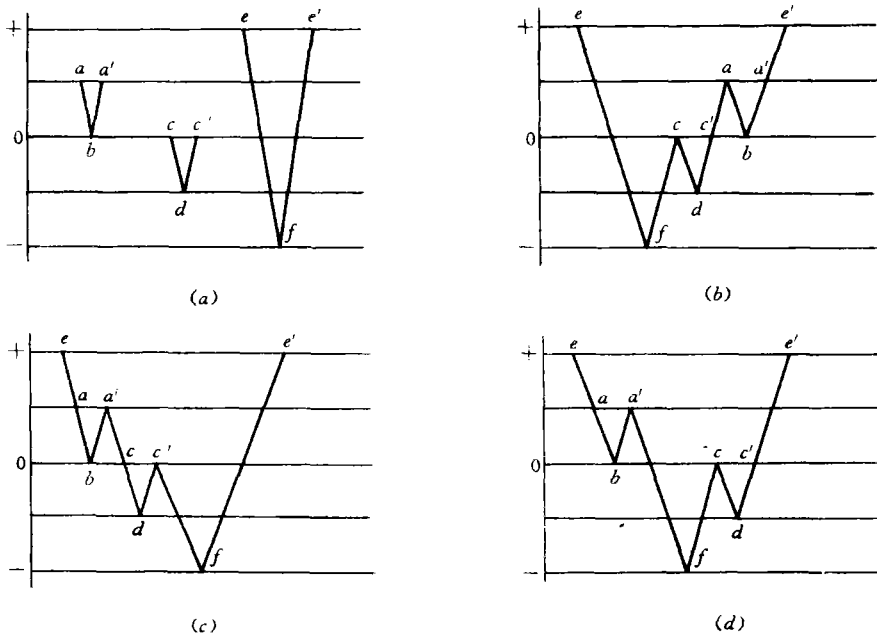 + e e'
a a'
0 b c c'
d
− f
(a)
+ e e'
a a'
0 c c' b
d
− f
(b)
+ e e'
a a'
0 b c c'
d
− f
(c)
+ e e'
a a'
0 b c c'
d
− f
(d)